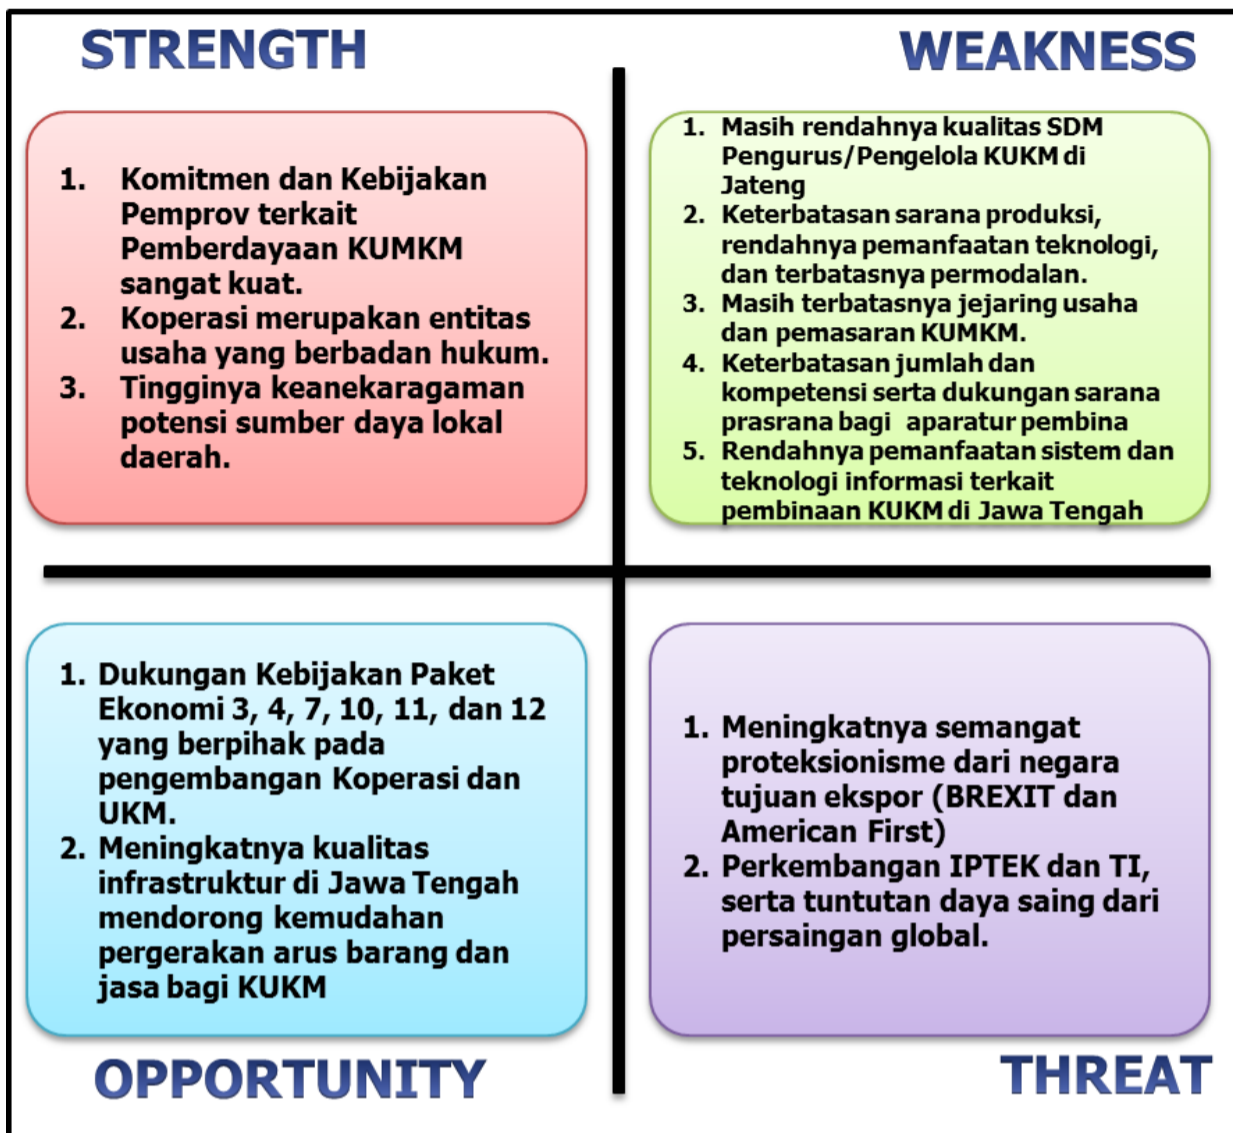 STRENGTH
1. Komitmen dan Kebijakan
Pemprov terkait
Pemberdayaan KUMKM
sangat kuat.
2. Koperasi merupakan entitas
usaha yang berbadan hukum.
3. Tingginya keanekaragaman
potensi sumber daya lokal
daerah.
WEAKNESS
1. Masih rendahnya kualitas SDM
Pengurus/Pengelola KUKM di
Jateng
2. Keterbatasan sarana produksi,
rendahnya pemanfaatan teknologi,
dan terbatasnya permodalan.
3. Masih terbatasnya jejaring usaha
dan pemasaran KUMKM.
4. Keterbatasan jumlah dan
kompetensi serta dukungan sarana
prasrana bagi aparatur pembina
5. Rendahnya pemanfaatan sistem dan
teknologi informasi terkait
pembinaan KUKM di Jawa Tengah
1. Dukungan Kebijakan Paket
Ekonomi 3, 4, 7, 10, 11, dan 12
yang berpihak pada
pengembangan Koperasi dan
UKM.
2. Meningkatnya kualitas
infrastruktur di Jawa Tengah
mendorong kemudahan
pergerakan arus barang dan
jasa bagi KUKM
OPPORTUNITY
1. Meningkatnya semangat
proteksionisme dari negara
tujuan ekspor (BREXIT dan
American First)
2. Perkembangan IPTEK dan TI,
serta tuntutan daya saing dari
persaingan global.
THREAT